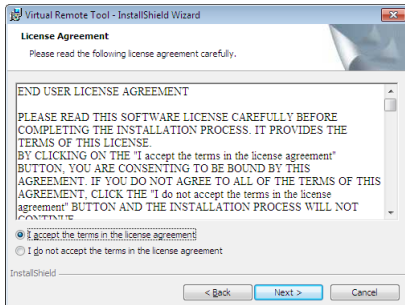 Virtual Remote Tool - InstallShield Wizard
License Agreement
Please read the following license agreement carefully.
END USER LICENSE AGREEMENT
PLEASE READ THIS SOFTWARE LICENSE CAREFULLY BEFORE
COMPLETING THE INSTALLATION PROCESS. IT PROVIDES THE
TERMS OF THIS LICENSE.
BY CLICKING ON THE "I accept the terms in the license agreement"
BUTTON, YOU ARE CONSENTING TO BE BOUND BY THIS
AGREEMENT. IF YOU DO NOT AGREE TO ALL OF THE TERMS OF THIS
AGREEMENT, CLICK THE "I do not accept the terms in the license
agreement" BUTTON AND THE INSTALLATION PROCESS WILL NOT
CONTINUE
I accept the terms in the license agreement
I do not accept the terms in the license agreement
InstallShield
< Back Next > Cancel